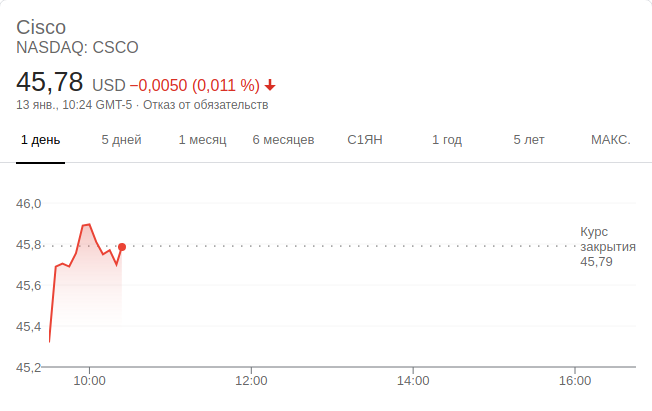 Cisco
NASDAQ: CSCO
45,78 USD −0,0050 (0,011 %)
13 янв., 10:24 GMT-5 · Отказ от обязательств
1 день 5 дней 1 месяц 6 месяцев С1ЯН 1 год 5 лет МАКС.
46,0
45,8
45,6
45,4
45,2
Курс
закрытия
45,79
10:00 12:00 14:00 16:00